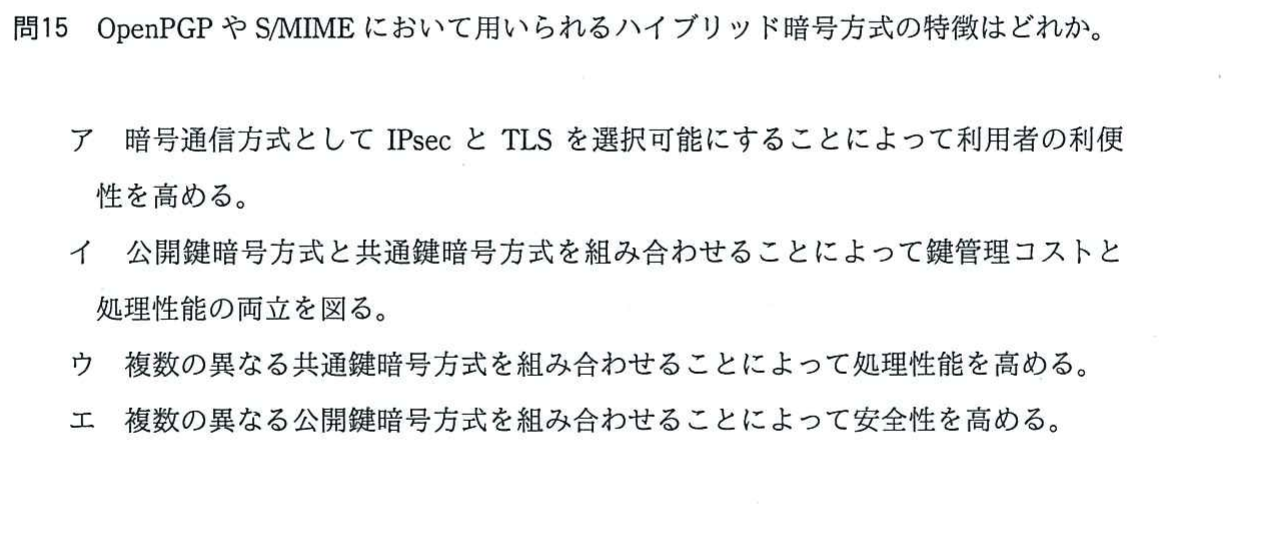 問15 OpenPGP や S/MIME において用いられるハイブリッド暗号方式の特徴はどれか。
ア 暗号通信方式として IPsec と TLS を選択可能にすることによって利用者の利便
性を高める。
イ 公開鍵暗号方式と共通鍵暗号方式を組み合わせることによって鍵管理コストと
処理性能の両立を図る。
ウ 複数の異なる共通鍵暗号方式を組み合わせることによって処理性能を高める。
エ 複数の異なる公開鍵暗号方式を組み合わせることによって安全性を高める。